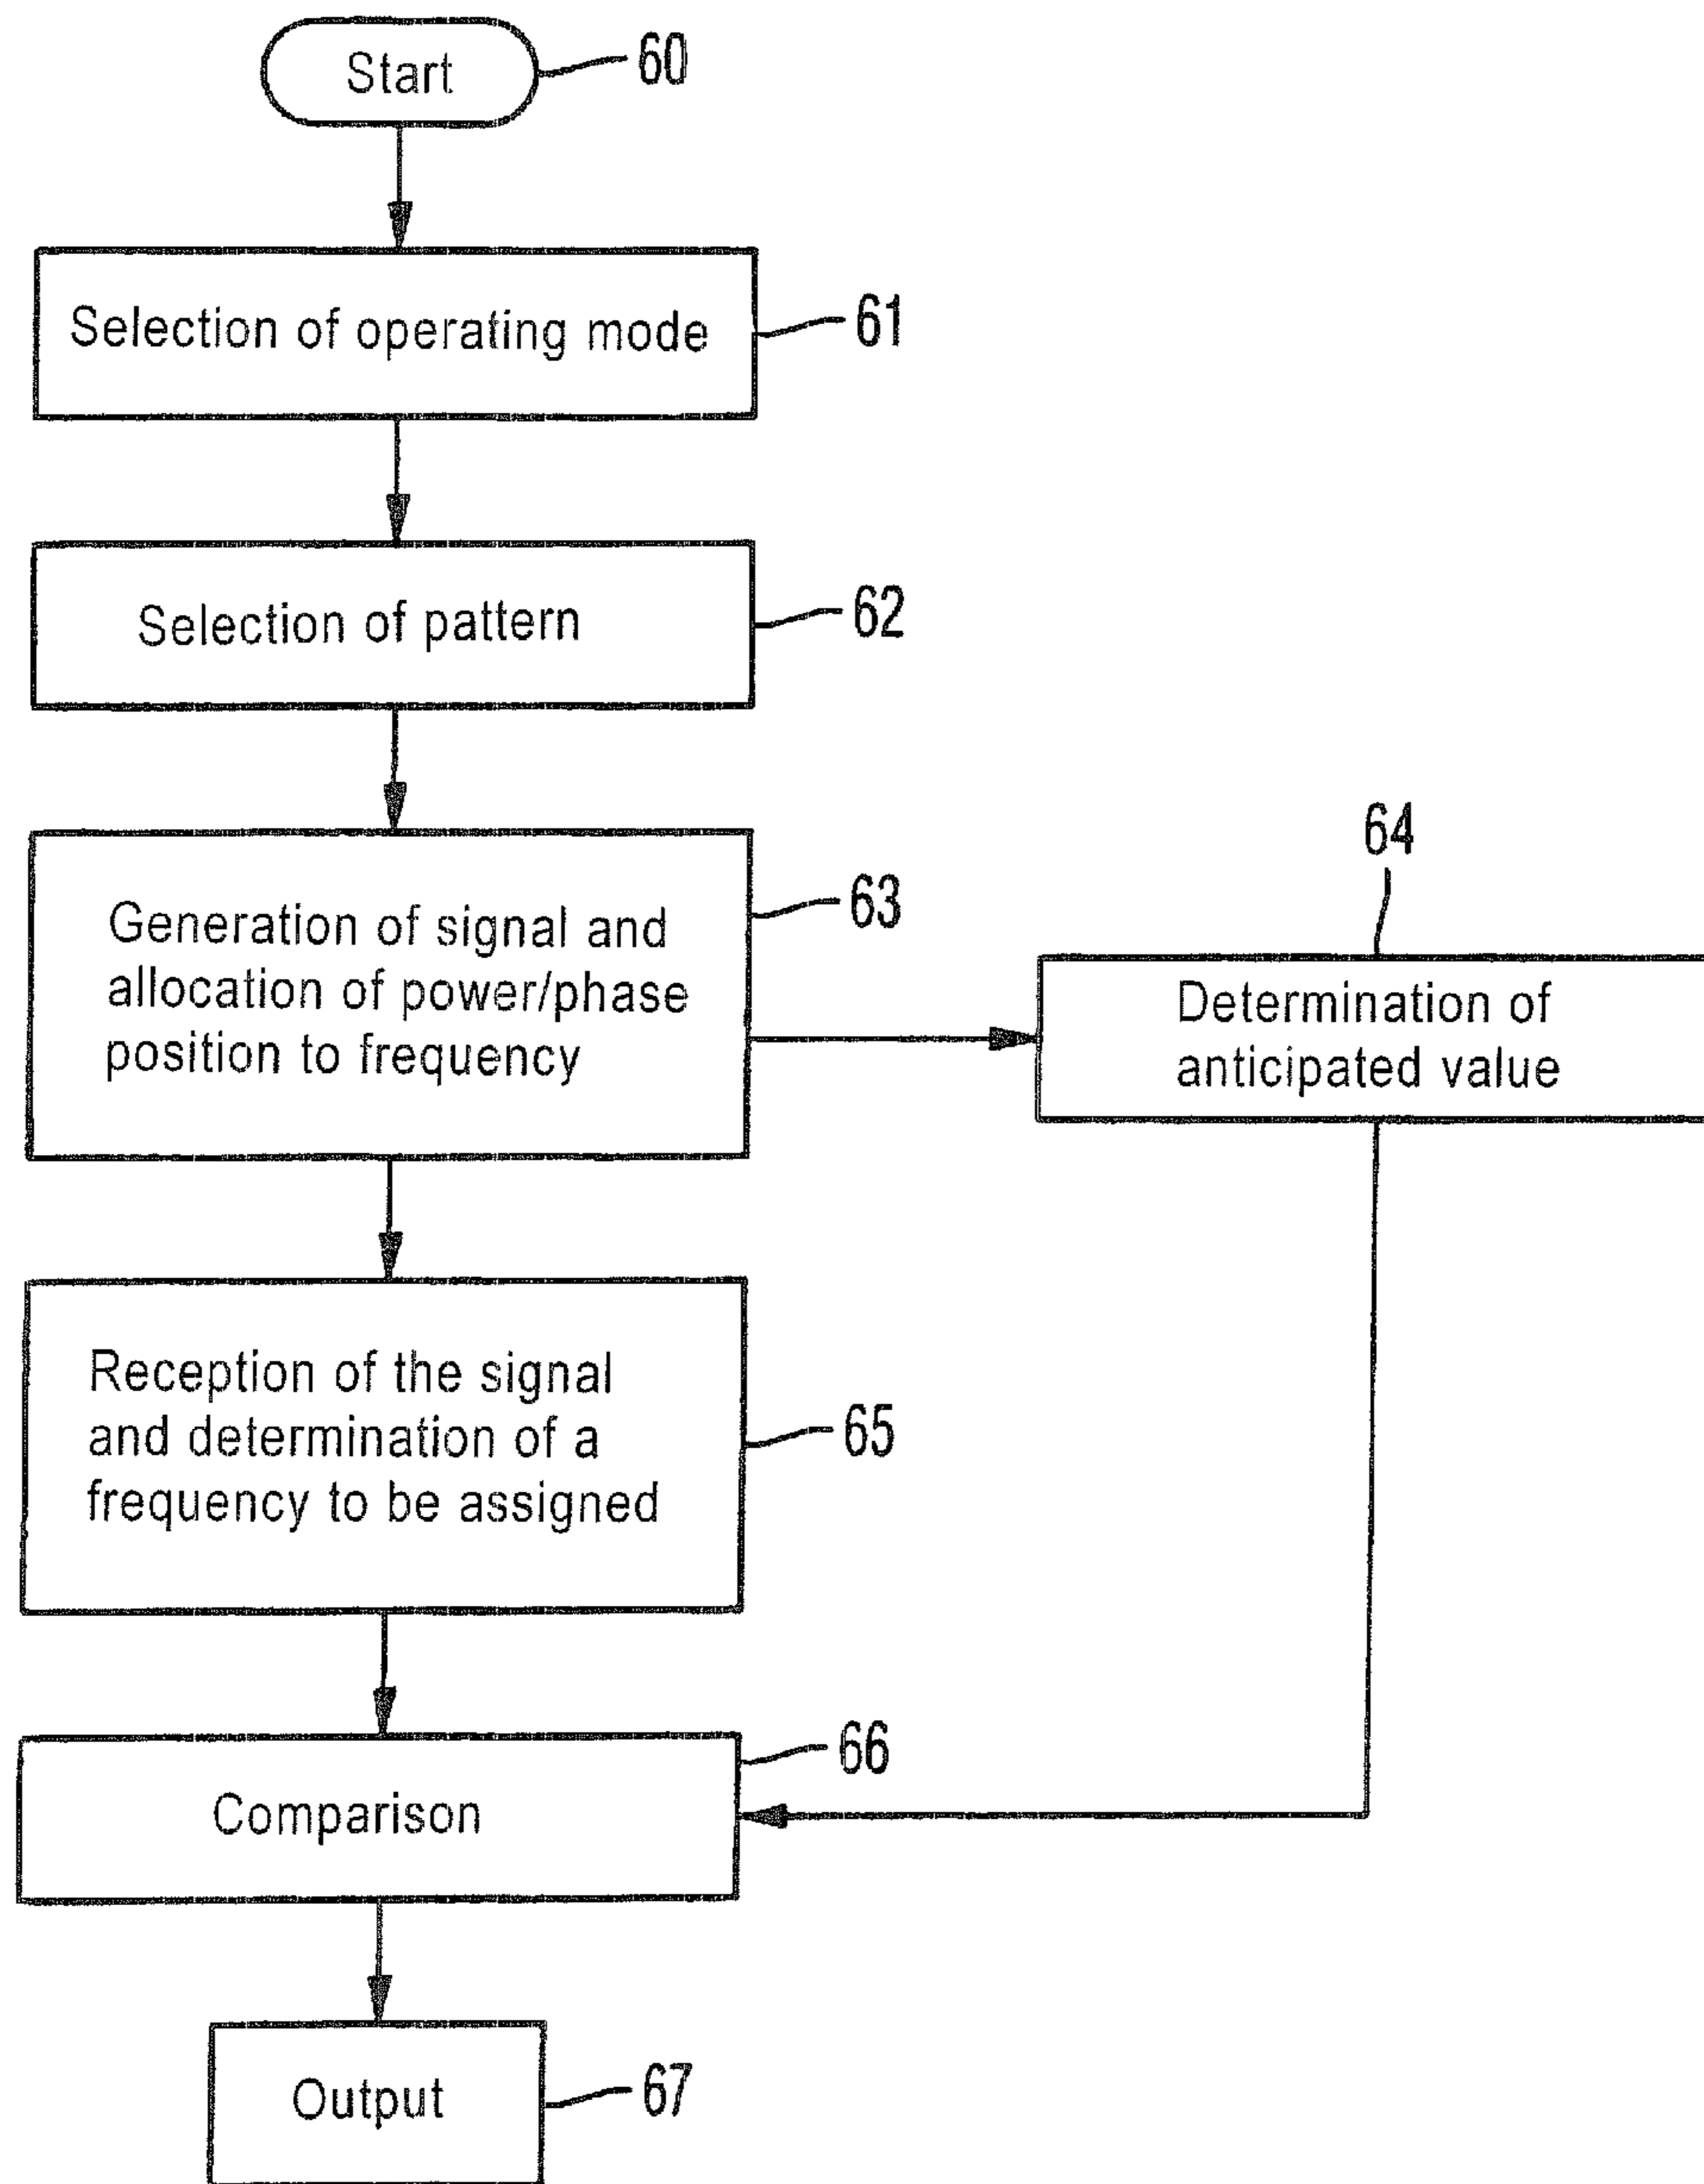 Start
60
Selection of operating mode
61
Selection of pattern
62
Generation of signal and
allocation of power/phase
position to frequency
63
64
Determination of
anticipated value
Reception of the signal
and determination of a
frequency to be assigned
65
Comparison
66
Output
67